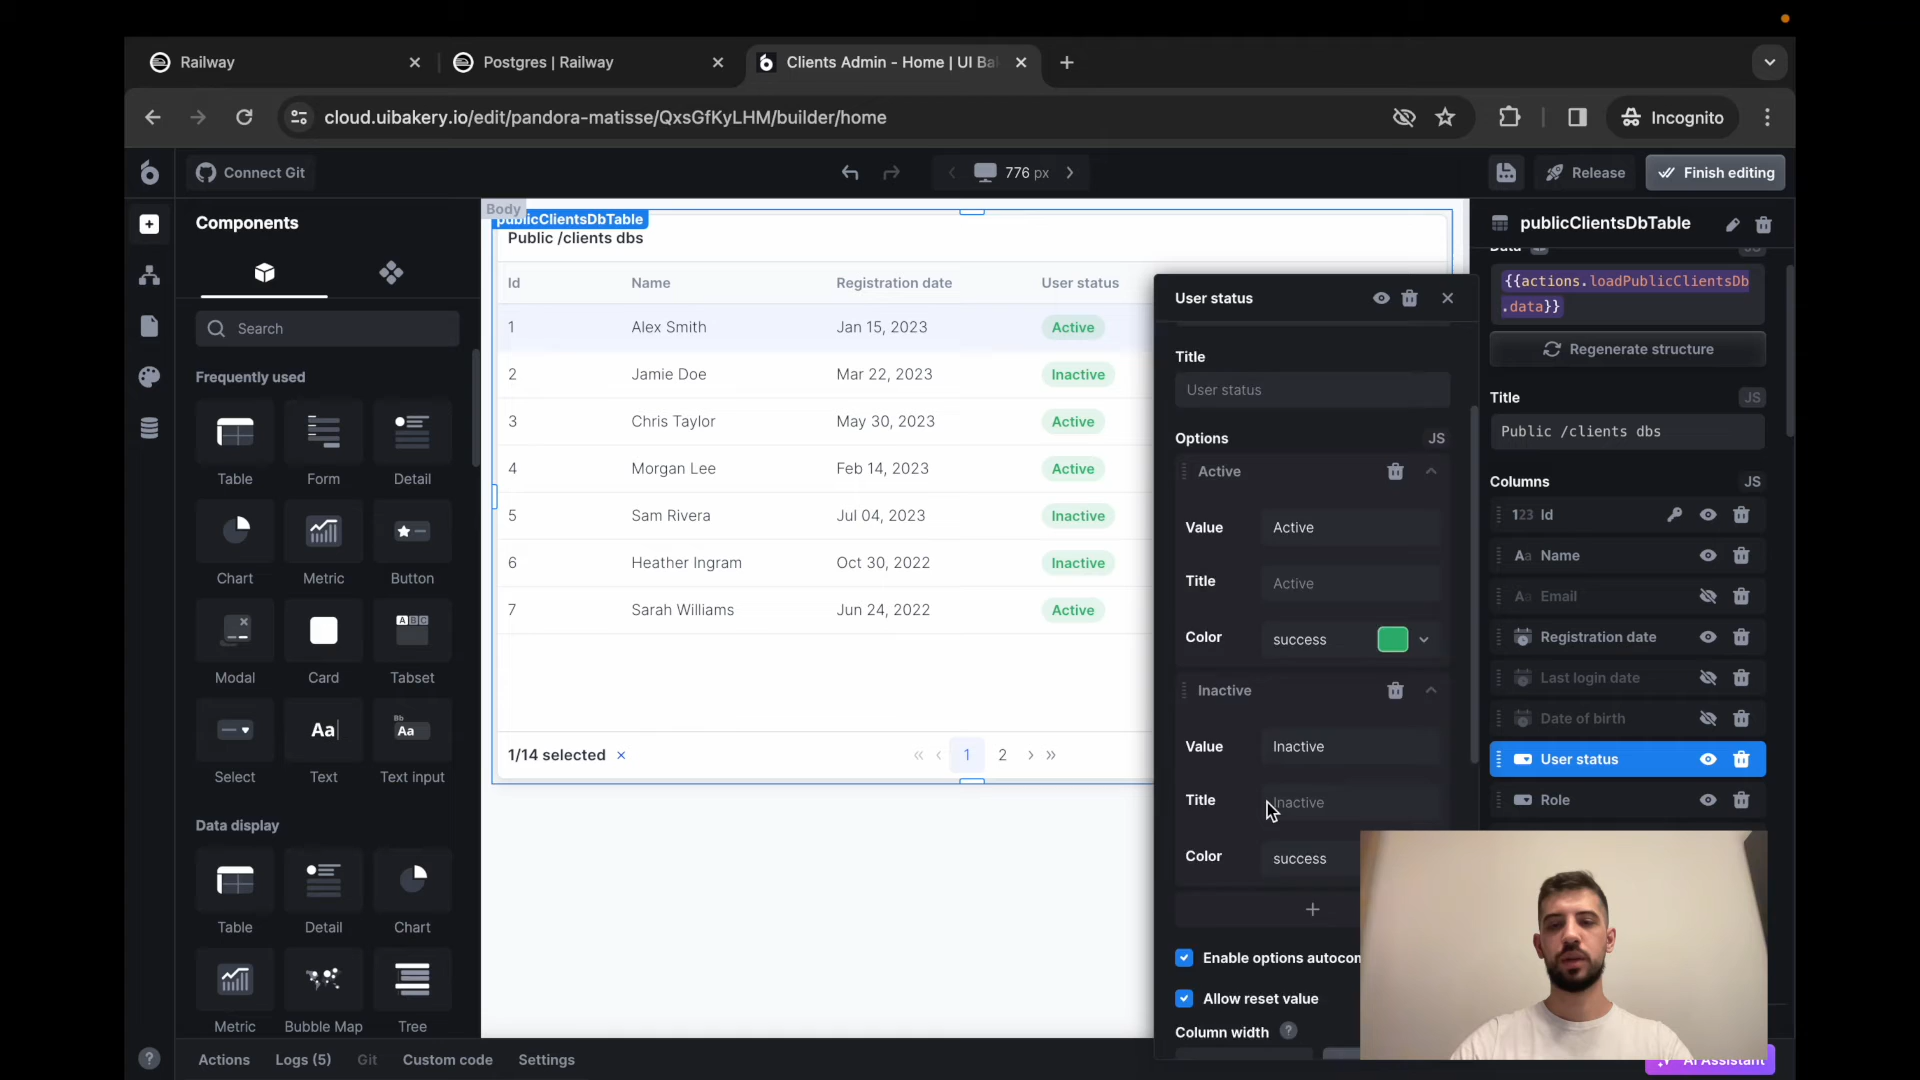 Railway
Postgres | Railway
Clients Admin - Home | UI Ba
cloud.uibakery.io/edit/pandora-matisse/QxsGfKyLHM/builder/home
Incognito
Connect Git
776 px
Release
Finish editing
Components
Search
Frequently used
Table
Form
Detail
Chart
Metric
Button
Modal
Card
Tabset
Select
Text
Text input
Data display
Table
Detail
Chart
Metric
Bubble Map
Tree
Body
publicClientsDbTable
Public /clients dbs
Id Name Registration date User status
1 Alex Smith Jan 15, 2023 Active
2 Jamie Doe Mar 22, 2023 Inactive
3 Chris Taylor May 30, 2023 Active
4 Morgan Lee Feb 14, 2023 Active
5 Sam Rivera Jul 04, 2023 Inactive
6 Heather Ingram Oct 30, 2022 Inactive
7 Sarah Williams Jun 24, 2022 Active
1/14 selected × « ‹ 1 2 › »
User status
Title
User status
Options JS
Active
Value Active
Title Active
Color success
Inactive
Value Inactive
Title Inactive
Color success
+
Enable options autocom
Allow reset value
Column width ?
publicClientsDbTable
Data JS
{{actions.loadPublicClientsDb
.data}}
Regenerate structure
Title JS
Public /clients dbs
Columns JS
123 Id
Aa Name
Aa Email
Registration date
Last login date
Date of birth
User status
Role
Actions
Logs (5)
Git
Custom code
Settings
AI Assistant